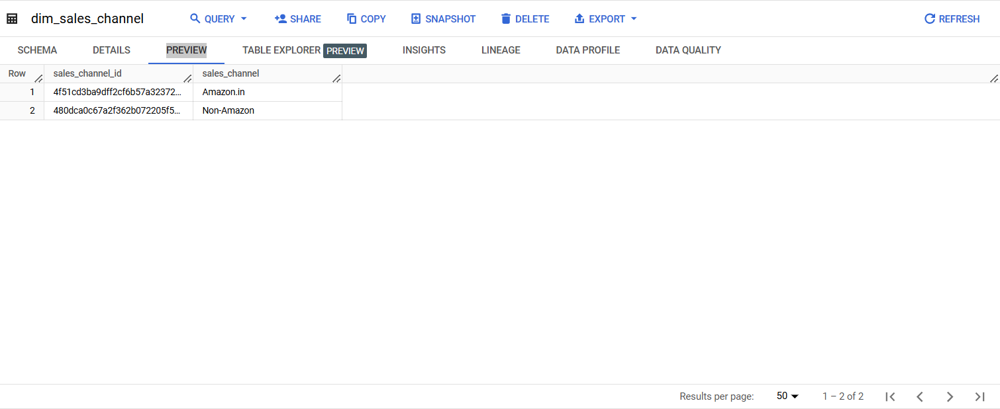 dim_sales_channel QUERY SHARE COPY SNAPSHOT DELETE EXPORT REFRESH
SCHEMA DETAILS PREVIEW TABLE EXPLORER PREVIEW INSIGHTS LINEAGE DATA PROFILE DATA QUALITY
Row sales_channel_id sales_channel
1 4f51cd3ba9dff2cf6b57a32372... Amazon.in
2 480dca0c67a2f362b072205f5... Non-Amazon
Results per page: 50 1 – 2 of 2